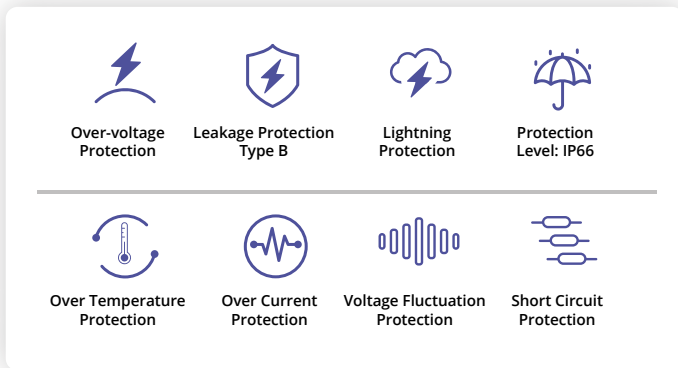 Over-voltage
Protection
Leakage Protection
Type B
Lightning
Protection
Protection
Level: IP66
Over Temperature
Protection
Over Current
Protection
Voltage Fluctuation
Protection
Short Circuit
Protection